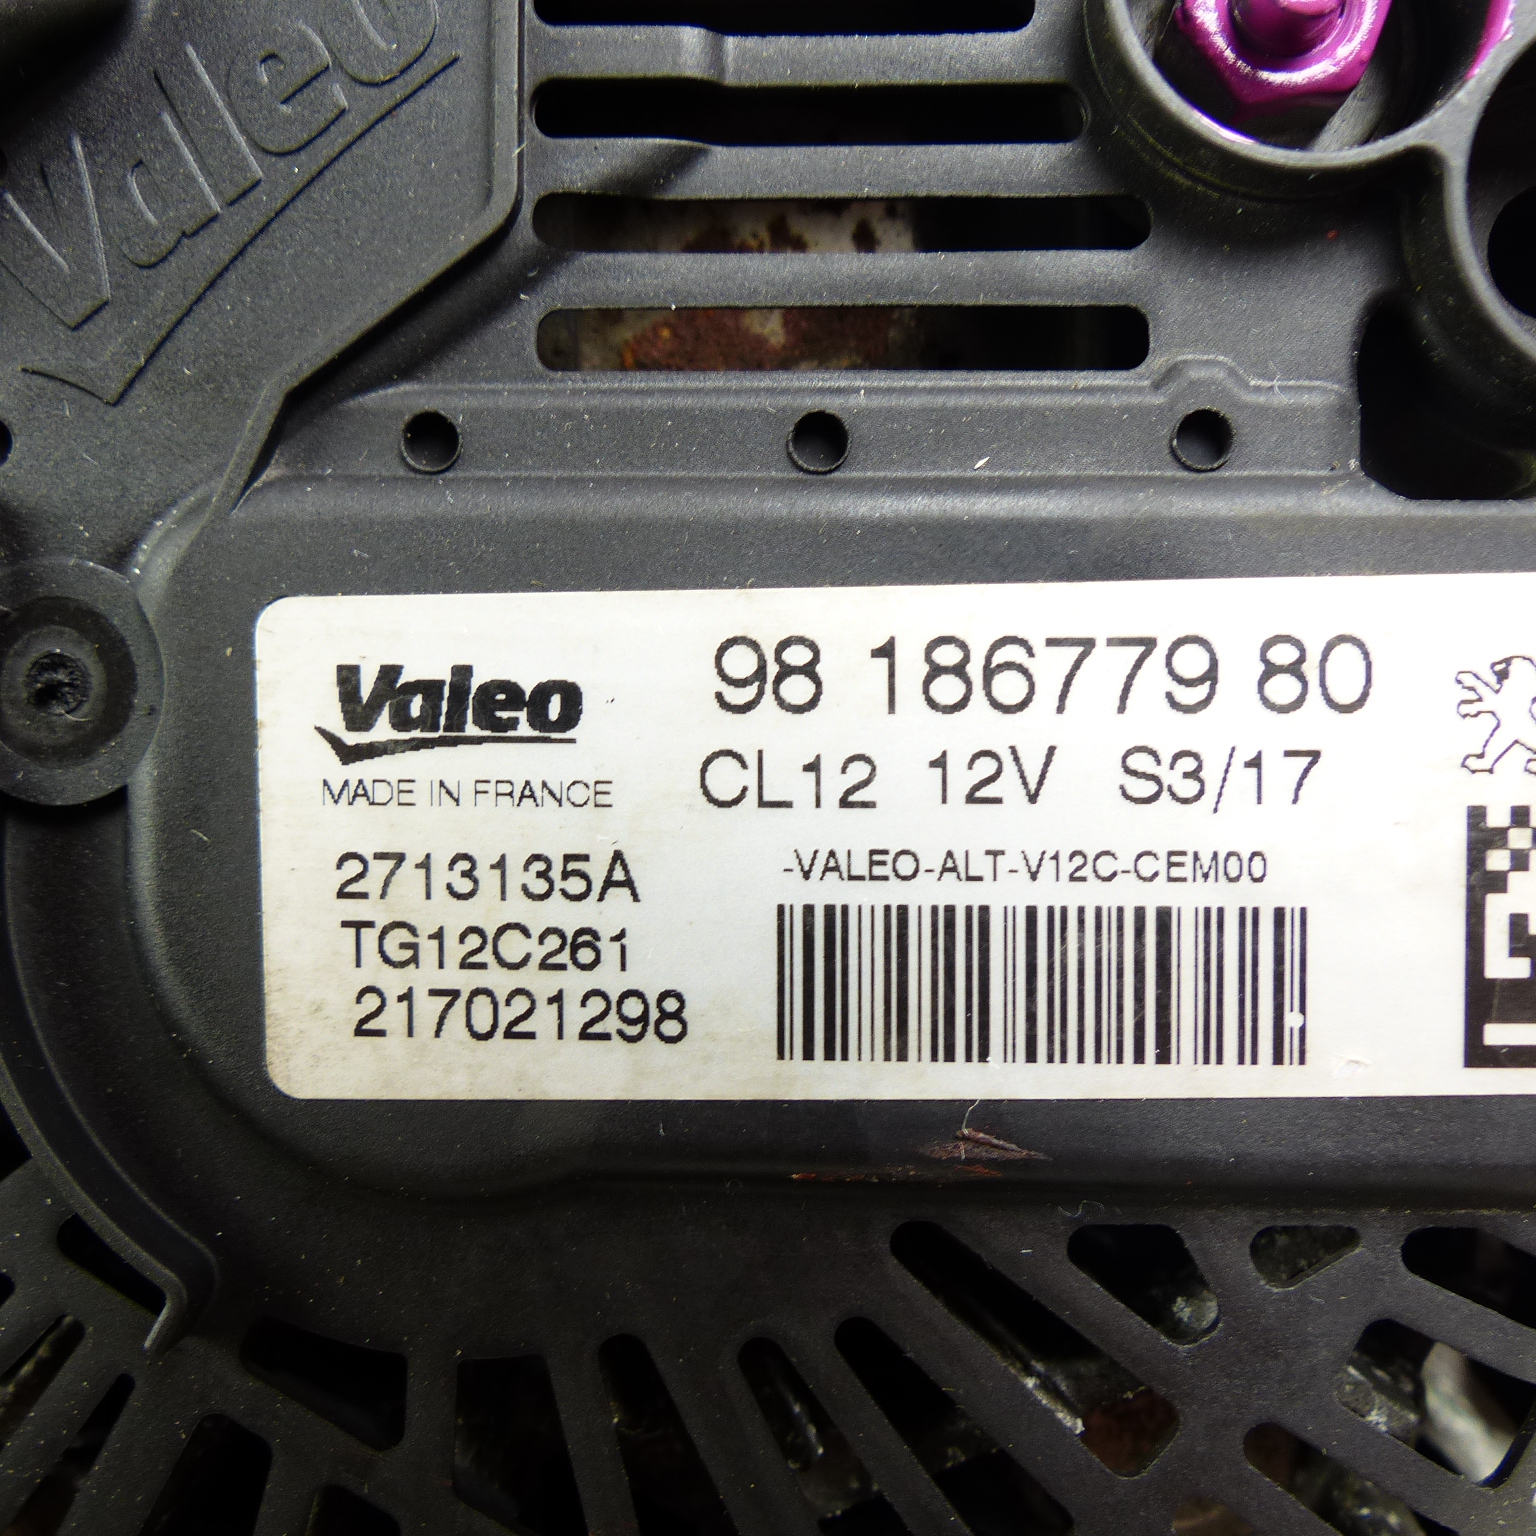 Valeo
Valeo
MADE IN FRANCE
98 186779 80
CL12 12V S3/17
2713135A
TG12C261
217021298
-VALEO-ALT-V12C-CEM00